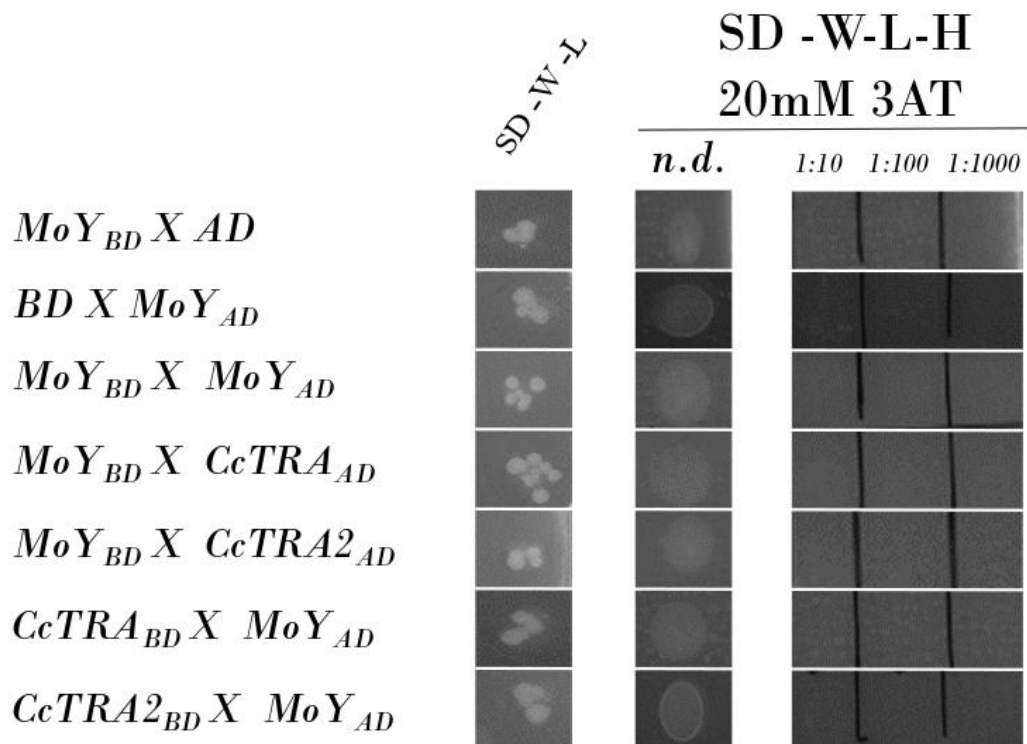 SD -W -L
SD -W-L-H
20mM 3AT
n.d. 1:10 1:100 1:1000
MoY_BD X AD
BD X MoY_AD
MoY_BD X MoY_AD
MoY_BD X CcTRA_AD
MoY_BD X CcTRA2_AD
CcTRA_BD X MoY_AD
CcTRA2_BD X MoY_AD